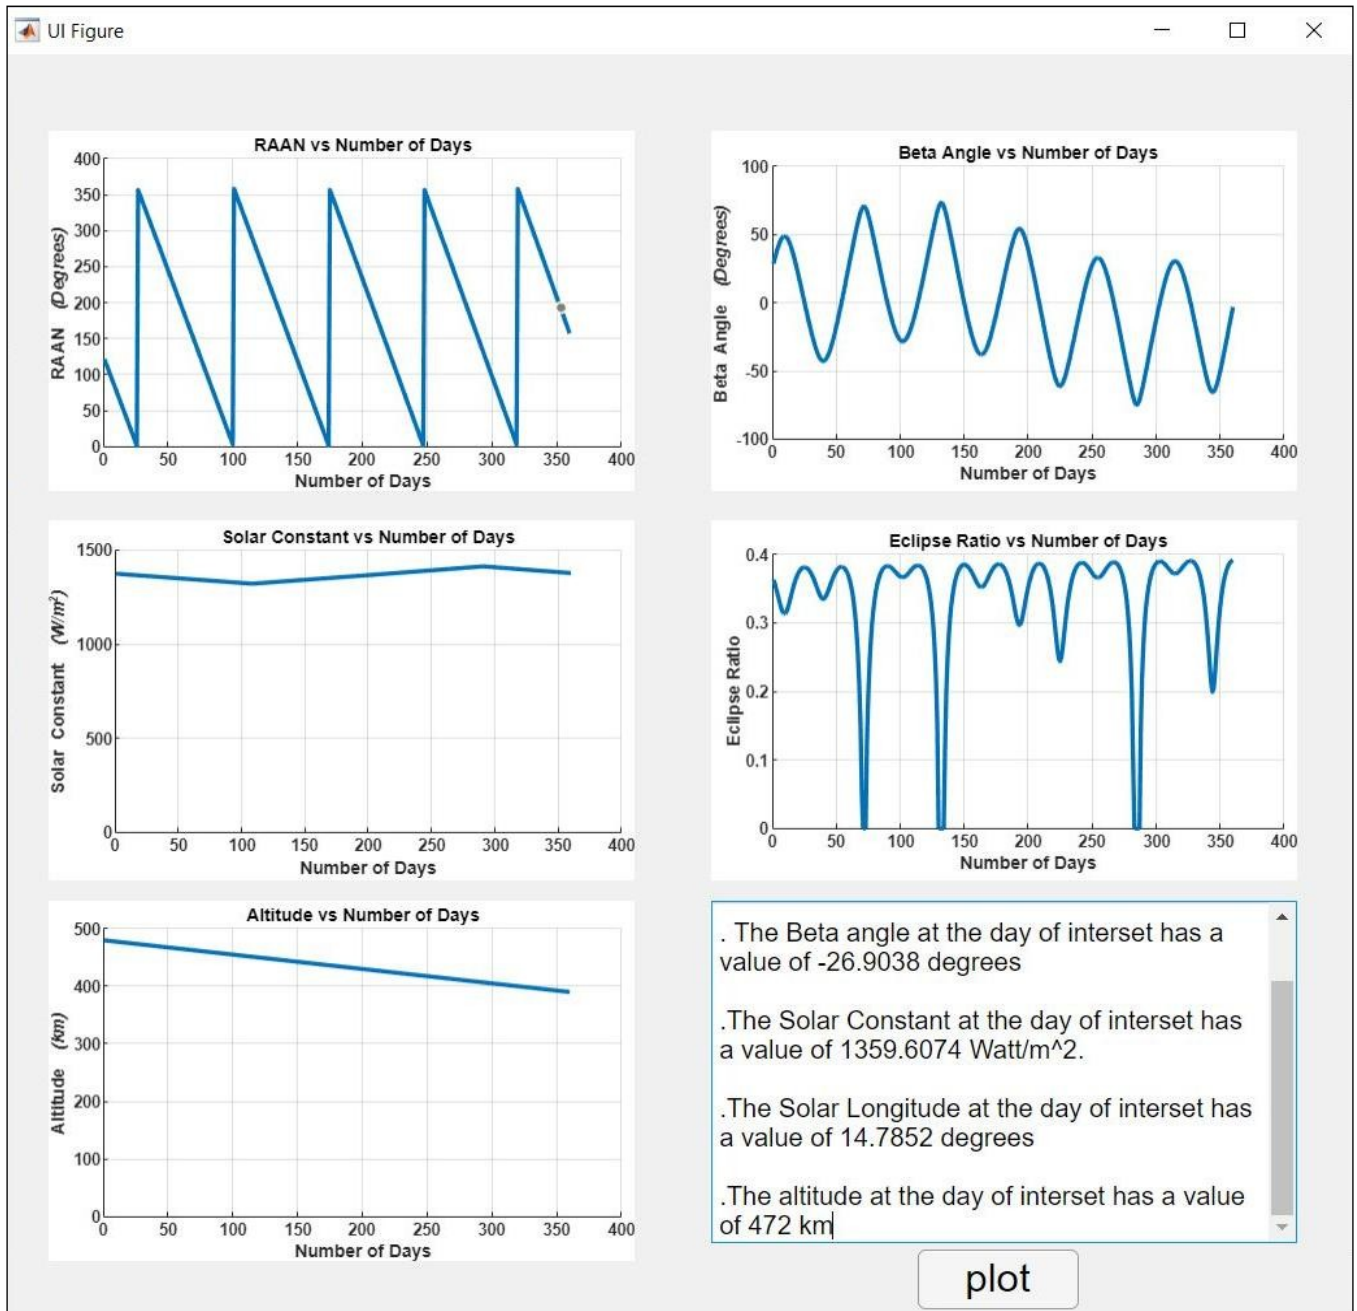 UI Figure
RAAN vs Number of Days
400
350
300
250
200
150
100
50
0
RAAN (Degrees)
0 50 100 150 200 250 300 350 400
Number of Days
Beta Angle vs Number of Days
100
50
0
-50
-100
Beta Angle (Degrees)
0 50 100 150 200 250 300 350 400
Number of Days
Solar Constant vs Number of Days
1500
1000
500
0
Solar Constant (W/m²)
0 50 100 150 200 250 300 350 400
Number of Days
Eclipse Ratio vs Number of Days
0.4
0.3
0.2
0.1
0
Eclipse Ratio
0 50 100 150 200 250 300 350 400
Number of Days
Altitude vs Number of Days
500
400
300
200
100
0
Altitude (km)
0 50 100 150 200 250 300 350 400
Number of Days
. The Beta angle at the day of interset has a
value of -26.9038 degrees
.The Solar Constant at the day of interset has
a value of 1359.6074 Watt/m^2.
.The Solar Longitude at the day of interset has
a value of 14.7852 degrees
.The altitude at the day of interset has a value
of 472 km
plot